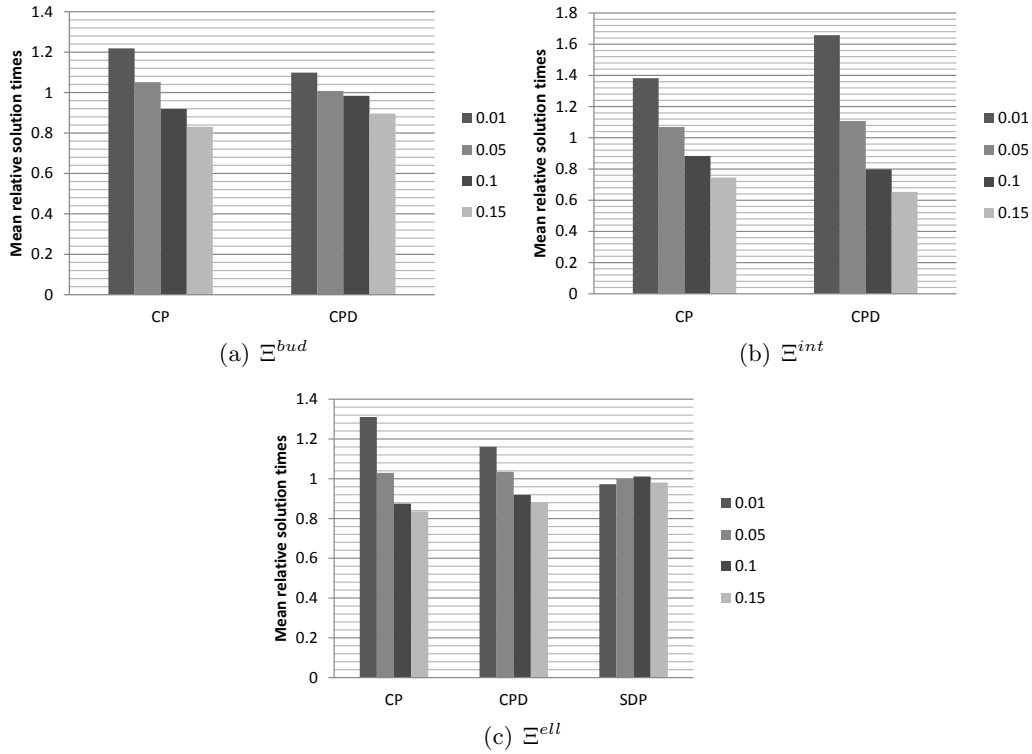 Mean relative solution times
1.4
1.2
1
0.8
0.6
0.4
0.2
0
CP
CPD
0.01
0.05
0.1
0.15
(a) Ξ^{bud}
Mean relative solution times
1.8
1.6
1.4
1.2
1
0.8
0.6
0.4
0.2
0
CP
CPD
0.01
0.05
0.1
0.15
(b) Ξ^{int}
Mean relative solution times
1.4
1.2
1
0.8
0.6
0.4
0.2
0
CP
CPD
SDP
0.01
0.05
0.1
0.15
(c) Ξ^{ell}